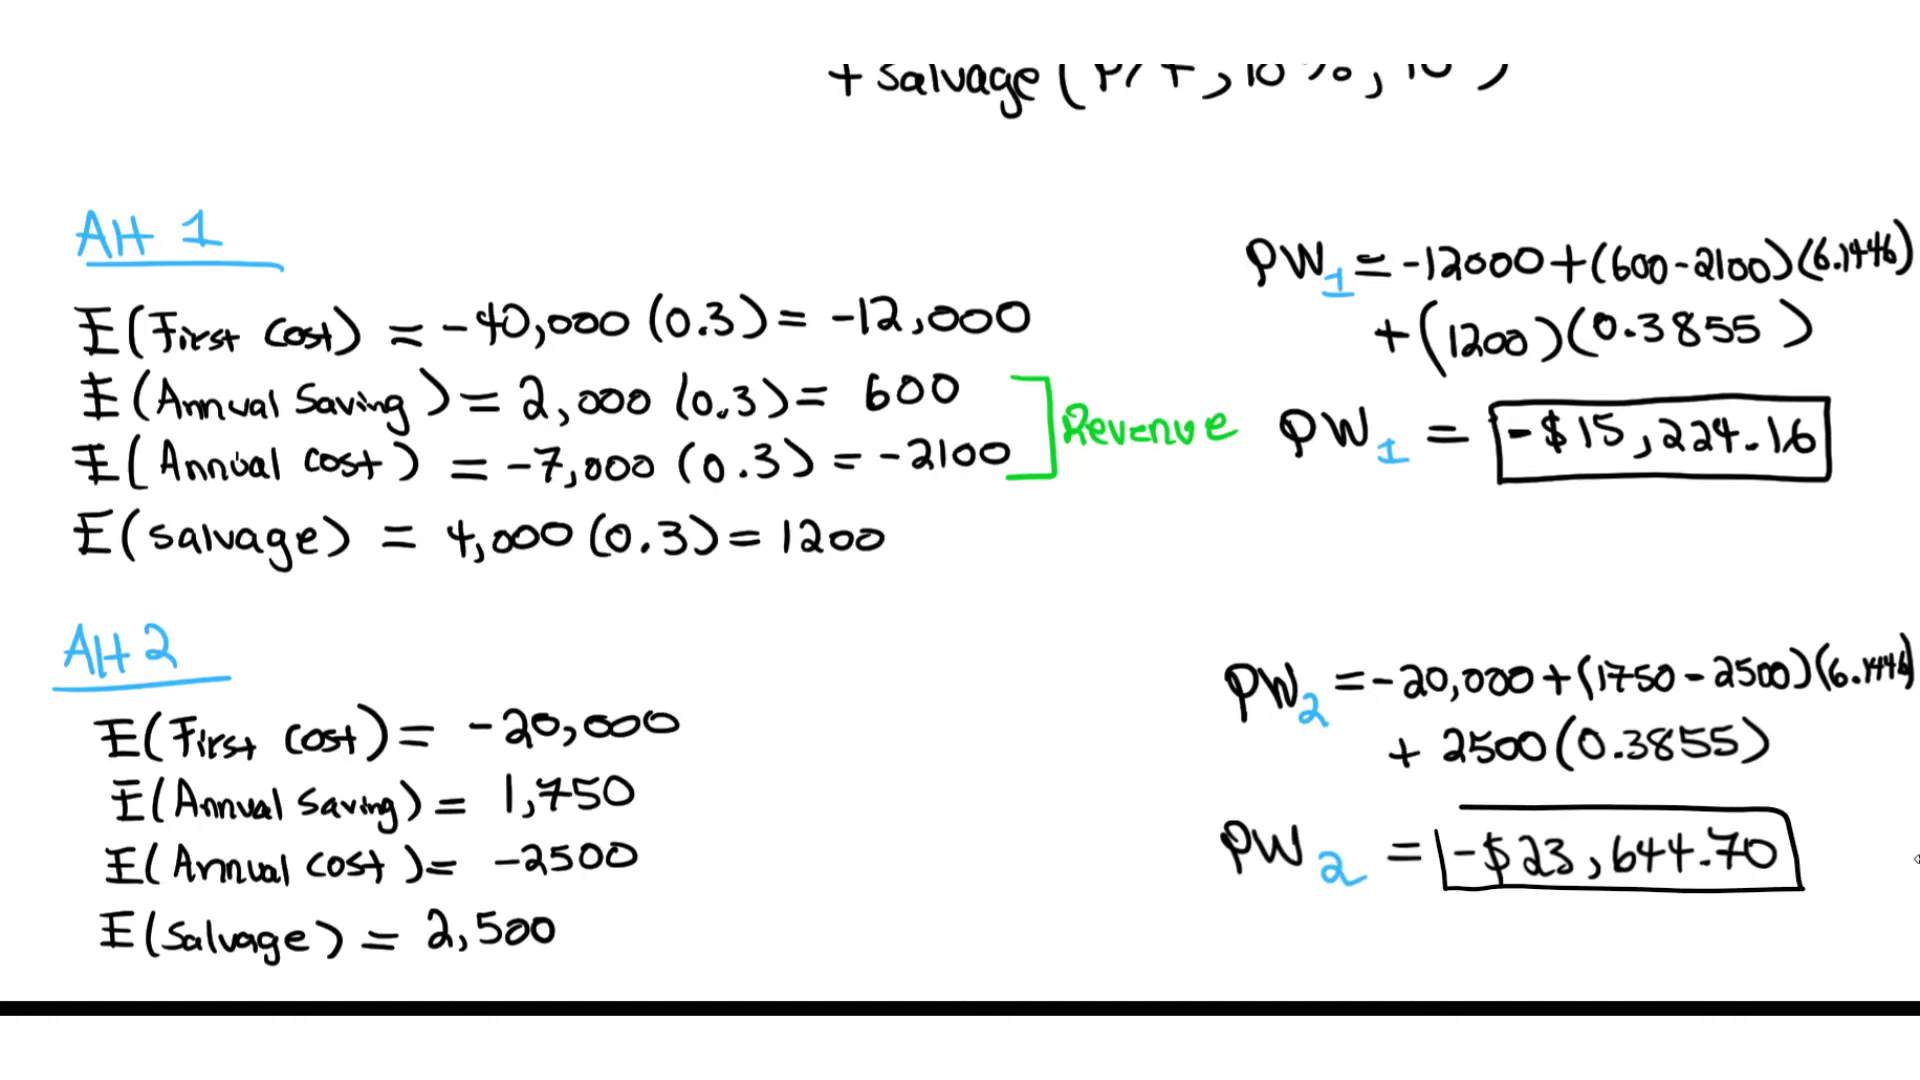 + Salvage (P/F, 10%, 10)
Alt 1
E(First Cost) = -40,000 (0.3) = -12,000
E(Annual Saving) = 2,000 (0.3) = 600
E(Annual cost) = -7,000 (0.3) = -2100
Revenue
E(salvage) = 4,000 (0.3) = 1200
PW1 = -12000+(600-2100)(6.1446)
+(1200)(0.3855)
PW1 = -$15,224.16
Alt 2
E(First Cost) = -20,000
E(Annual Saving) = 1,750
E(Annual Cost) = -2500
E(Salvage) = 2,500
PW2 = -20,000+(1750-2500)(6.1446)
+ 2500(0.3855)
PW2 = -$23,644.70